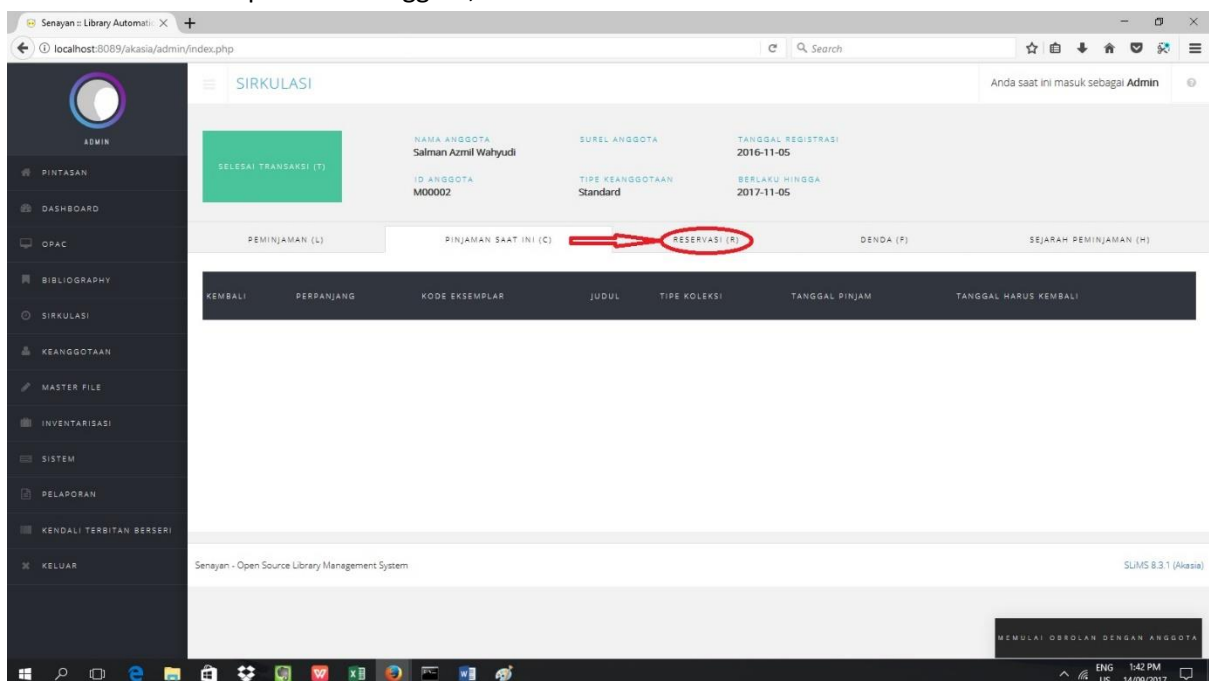 Senayan :: Library Automatic
localhost:8089/akasia/admin/index.php
Search
ADMIN
PINTASAN
DASHBOARD
OPAC
BIBLIOGRAPHY
SIRKULASI
KEANGGOTAAN
MASTER FILE
INVENTARISASI
SISTEM
PELAPORAN
KENDALI TERBITAN BERSERI
KELUAR
SIRKULASI
Anda saat ini masuk sebagai Admin
SELESAI TRANSAKSI (T)
NAMA ANGGOTA
Salman Azmil Wahyudi
SUREL ANGGOTA
TANGGAL REGISTRASI
2016-11-05
ID ANGGOTA
M00002
TIPE KEANGGOTAAN
Standard
BERLAKU HINGGA
2017-11-05
PEMINJAMAN (L)
PINJAMAN SAAT INI (C)
RESERVASI (R)
DENDA (F)
SEJARAH PEMINJAMAN (H)
KEMBALI PERPANJANG KODE EKSEMPLAR JUDUL TIPE KOLEKSI TANGGAL PINJAM TANGGAL HARUS KEMBALI
Senayan - Open Source Library Management System
SLiMS 8.3.1 (Akasia)
MEMULAI OBROLAN DENGAN ANGGOTA
ENG
US
1:42 PM
14/09/2017